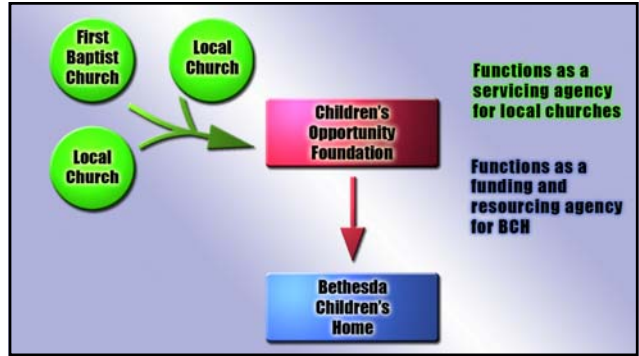 First
Baptist
Church
Local
Church
Local
Church
Children's
Opportunity
Foundation
Bethesda
Children's
Home
Functions as a
servicing agency
for local churches
Functions as a
funding and
resourcing agency
for BCH